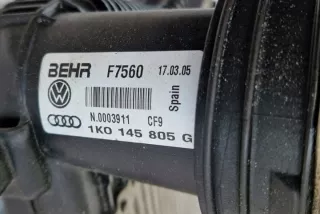 BEHR F7560 17.03.05
Spain
N.0003911 CF9
1K0 145 805 G